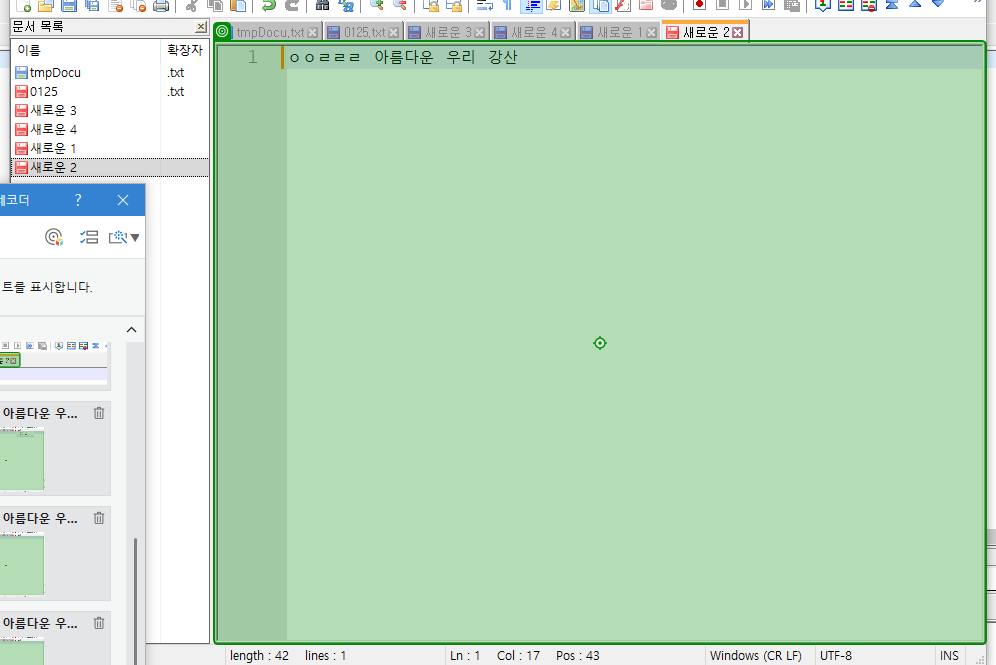 문서 목록
이름 확장자
tmpDocu .txt
0125 .txt
새로운 3
새로운 4
새로운 1
새로운 2
tmpDocu.txt 0125.txt 새로운 3 새로운 4 새로운 1 새로운 2
1 ㅇㅇㄹㄹㄹ 아름다운 우리 강산
레코더 ?
트를 표시합니다.
아름다운 우...
아름다운 우...
아름다운 우...
length : 42 lines : 1 Ln : 1 Col : 17 Pos : 43 Windows (CR LF) UTF-8 INS